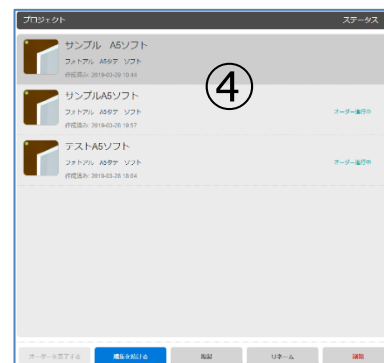 プロジェクト ステータス
サンプル A5ソフト
フォトアル A5タテ ソフト
作成済み: 2019-03-29 10:44
④
サンプルA5ソフト
フォトアル A5タテ ソフト
オーダー進行中
作成済み: 2019-03-26 18:57
テストA5ソフト
フォトアル A5タテ ソフト
オーダー進行中
作成済み: 2019-03-26 18:04
オーダーを完了する 編集を続ける 複製 リネーム 削除